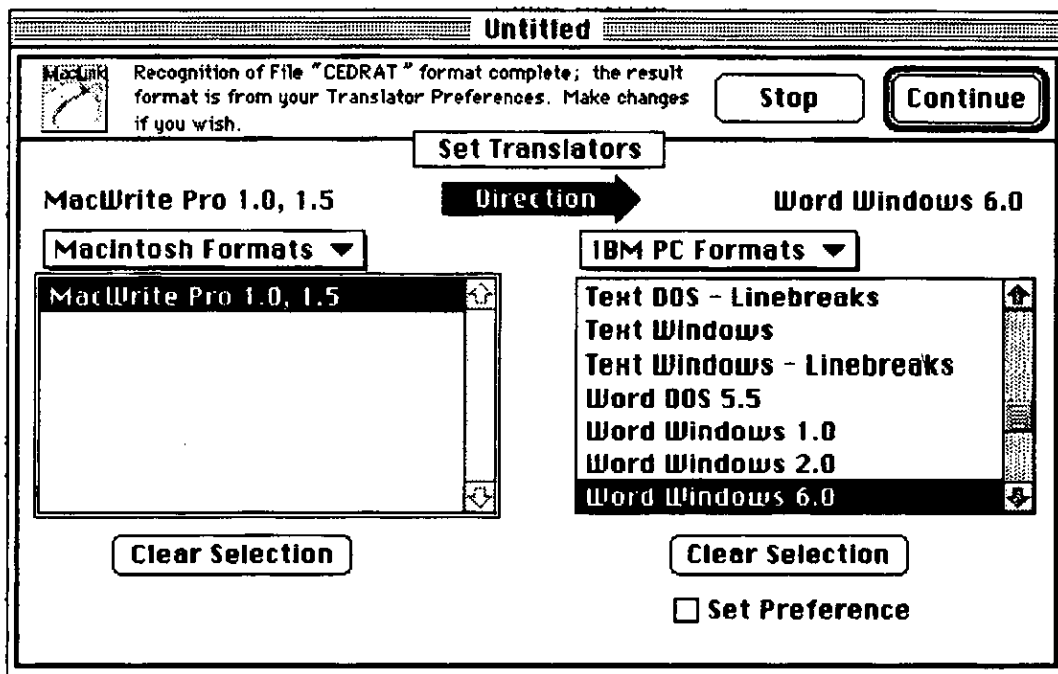 Untitled
MacLink
Recognition of File "CEDRAT " format complete; the result
format is from your Translator Preferences. Make changes
if you wish.
Stop
Continue
Set Translators
MacWrite Pro 1.0, 1.5
Direction
Word Windows 6.0
Macintosh Formats
IBM PC Formats
MacWrite Pro 1.0, 1.5
Text DOS - Linebreaks
Text Windows
Text Windows - Linebreaks
Word DOS 5.5
Word Windows 1.0
Word Windows 2.0
Word Windows 6.0
Clear Selection
Clear Selection
Set Preference